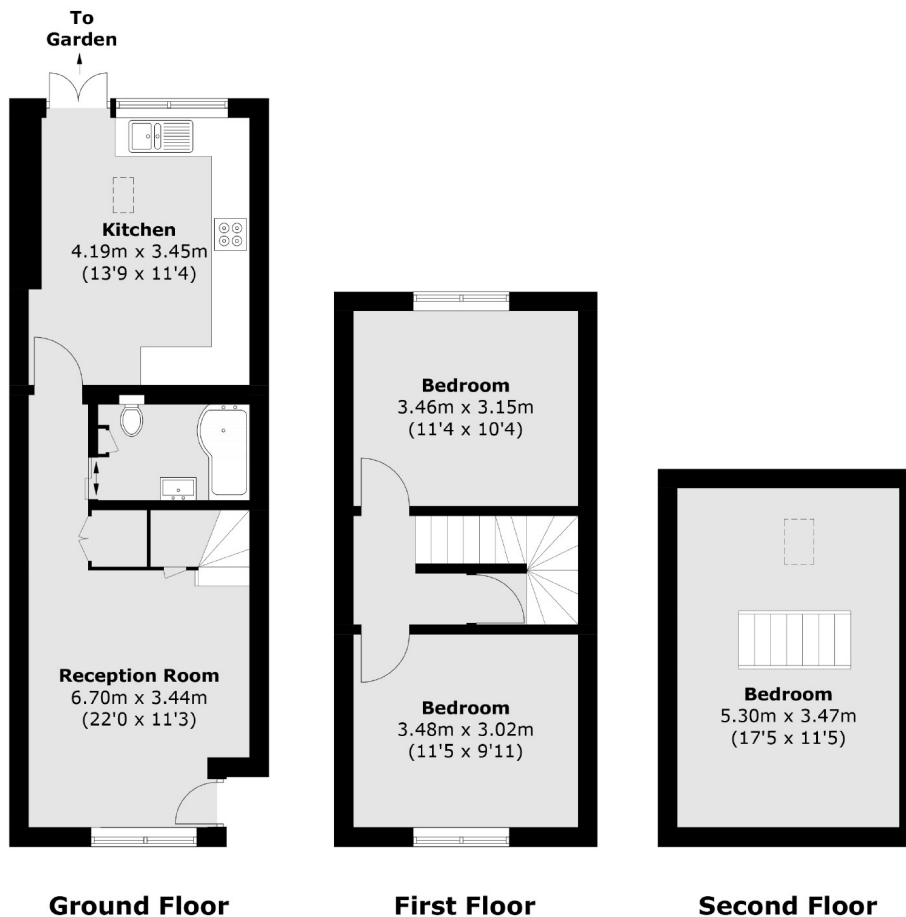 To
Garden
Kitchen
4.19m x 3.45m
(13'9 x 11'4)
Reception Room
6.70m x 3.44m
(22'0 x 11'3)
Ground Floor
Bedroom
3.46m x 3.15m
(11'4 x 10'4)
Bedroom
3.48m x 3.02m
(11'5 x 9'11)
First Floor
Bedroom
5.30m x 3.47m
(17'5 x 11'5)
Second Floor